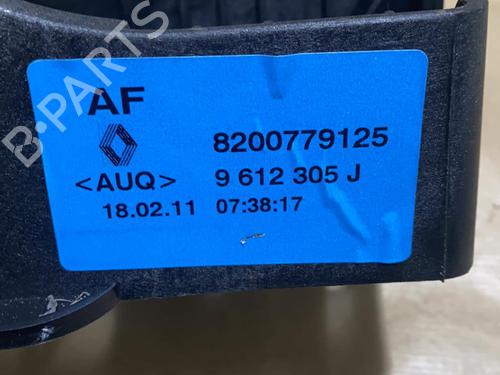 B·PARTS
AF
8200779125
<AUQ> 9 612 305 J
18.02.11 07:38:17